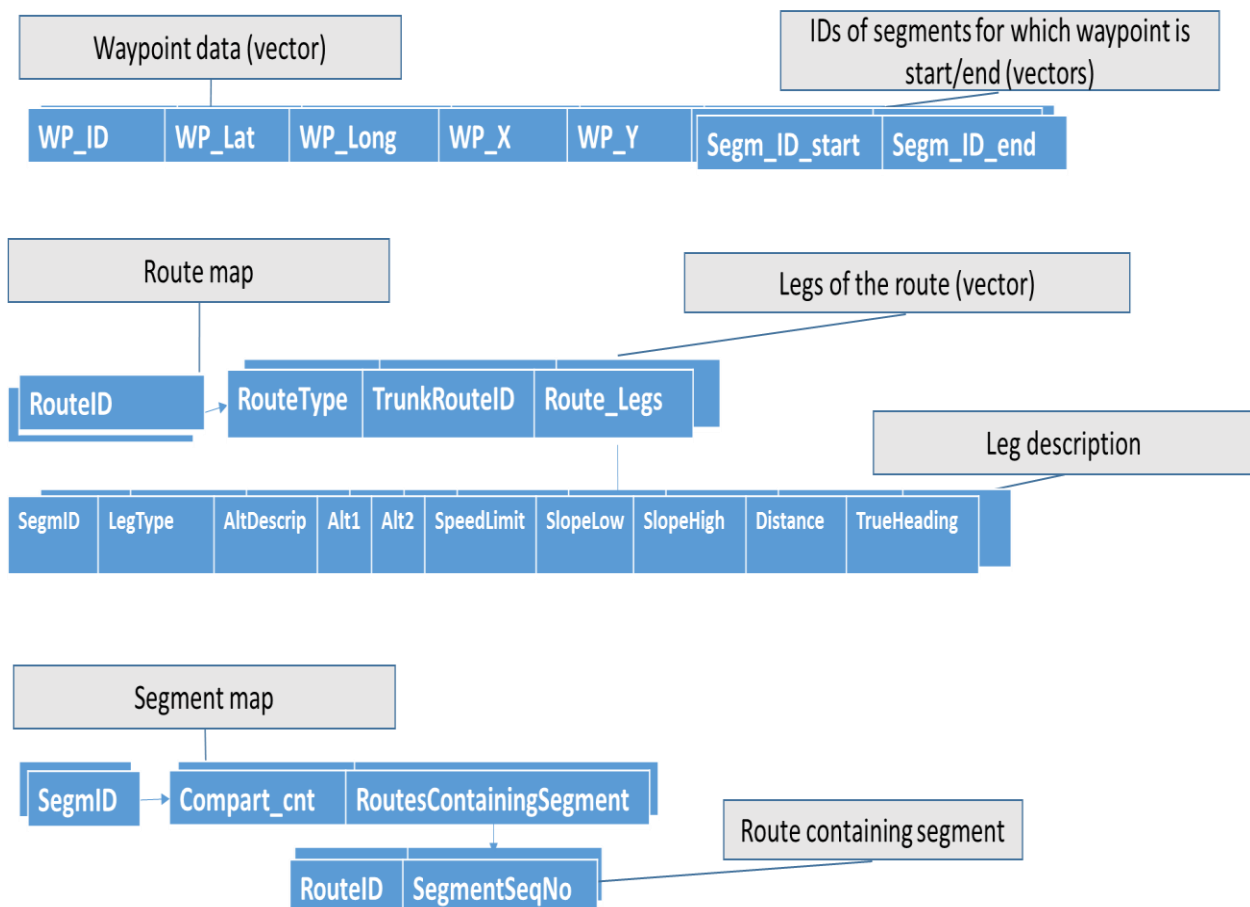 Waypoint data (vector)
IDs of segments for which waypoint is
start/end (vectors)
WP_ID WP_Lat WP_Long WP_X WP_Y Segm_ID_start Segm_ID_end
Route map
Legs of the route (vector)
RouteID RouteType TrunkRouteID Route_Legs
Leg description
SegmID LegType AltDescrip Alt1 Alt2 SpeedLimit SlopeLow SlopeHigh Distance TrueHeading
Segment map
SegmID Compart_cnt RoutesContainingSegment
Route containing segment
RouteID SegmentSeqNo